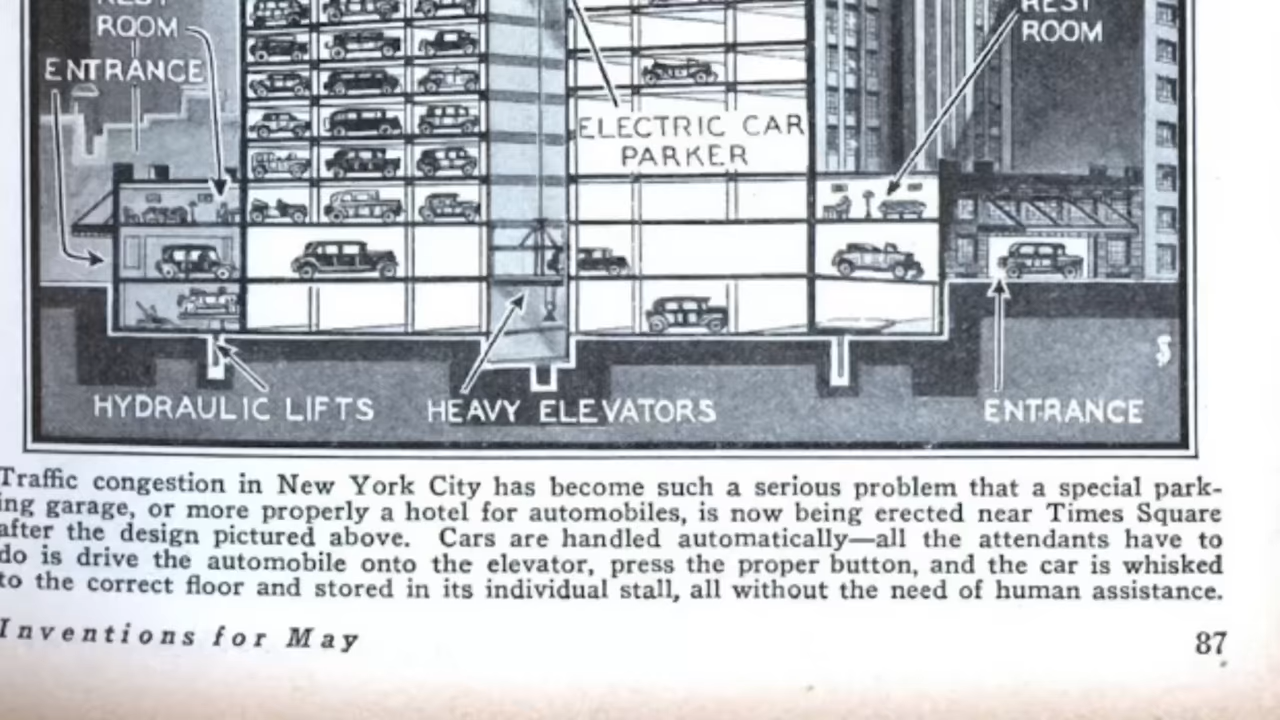 REST
ROOM
ENTRANCE
REST
ROOM
ELECTRIC CAR
PARKER
HYDRAULIC LIFTS
HEAVY ELEVATORS
ENTRANCE
$
Traffic congestion in New York City has become such a serious problem that a special park-
ing garage, or more properly a hotel for automobiles, is now being erected near Times Square
after the design pictured above. Cars are handled automatically—all the attendants have to
do is drive the automobile onto the elevator, press the proper button, and the car is whisked
to the correct floor and stored in its individual stall, all without the need of human assistance.
Inventions for May
87